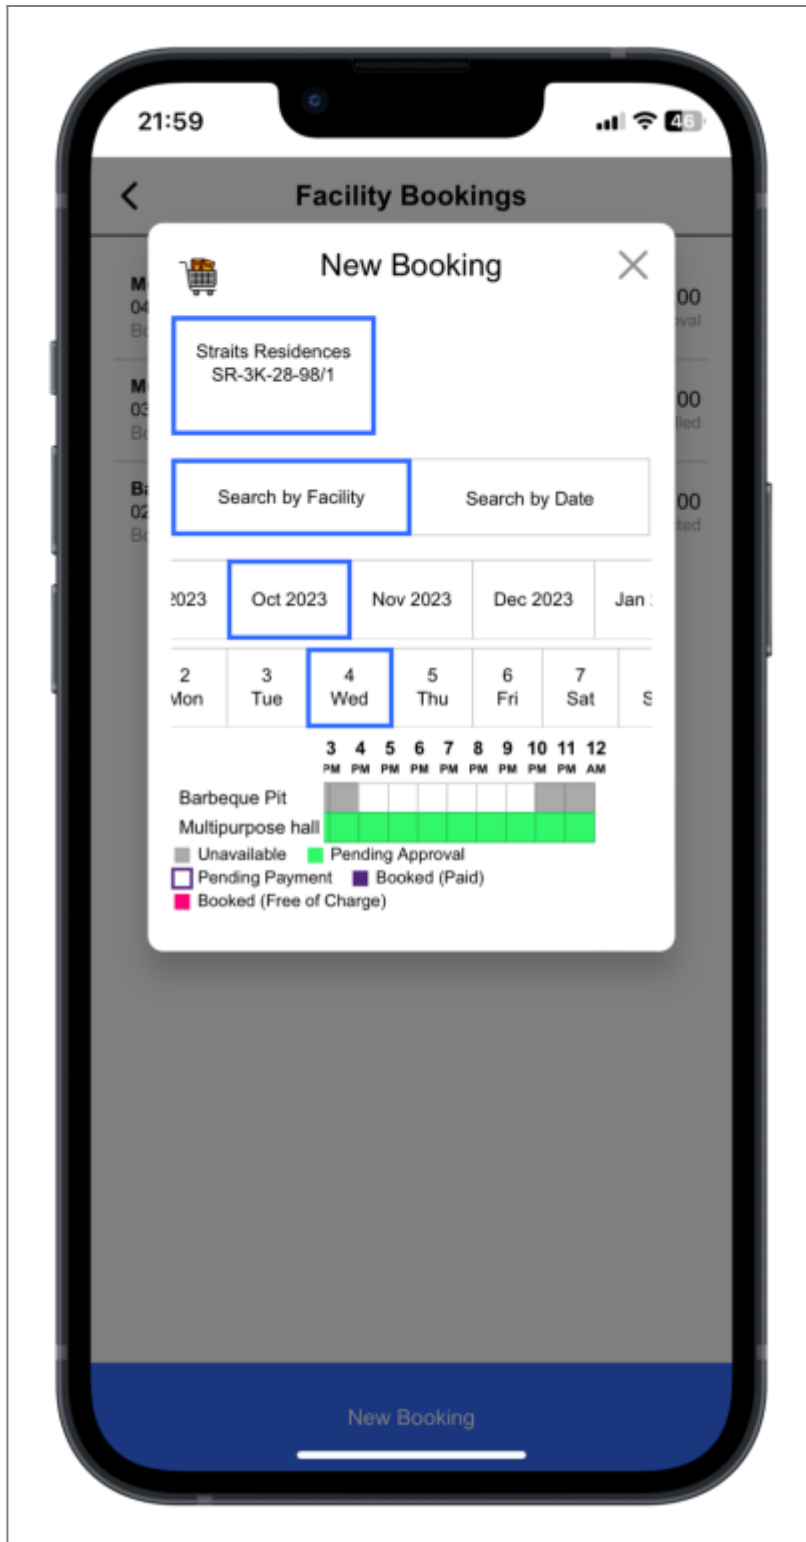 21:59
46
Facility Bookings
New Booking
00
Straits Residences
SR-3K-28-98/1
00
Search by Facility Search by Date
00
2023 Oct 2023 Nov 2023 Dec 2023 Jan
2 3 4 5 6 7
Mon Tue Wed Thu Fri Sat S
3 4 5 6 7 8 9 10 11 12
PM PM PM PM PM PM PM PM PM AM
Barbeque Pit
Multipurpose hall
Unavailable Pending Approval
Pending Payment Booked (Paid)
Booked (Free of Charge)
New Booking